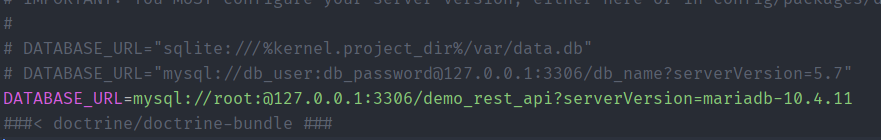 # IMPORTANT: You MUST configure your server version, either here or in config/packages/d
#
# DATABASE_URL="sqlite:///%kernel.project_dir%/var/data.db"
# DATABASE_URL="mysql://db_user:db_password@127.0.0.1:3306/db_name?serverVersion=5.7"
DATABASE_URL=mysql://root:@127.0.0.1:3306/demo_rest_api?serverVersion=mariadb-10.4.11
###< doctrine/doctrine-bundle ###